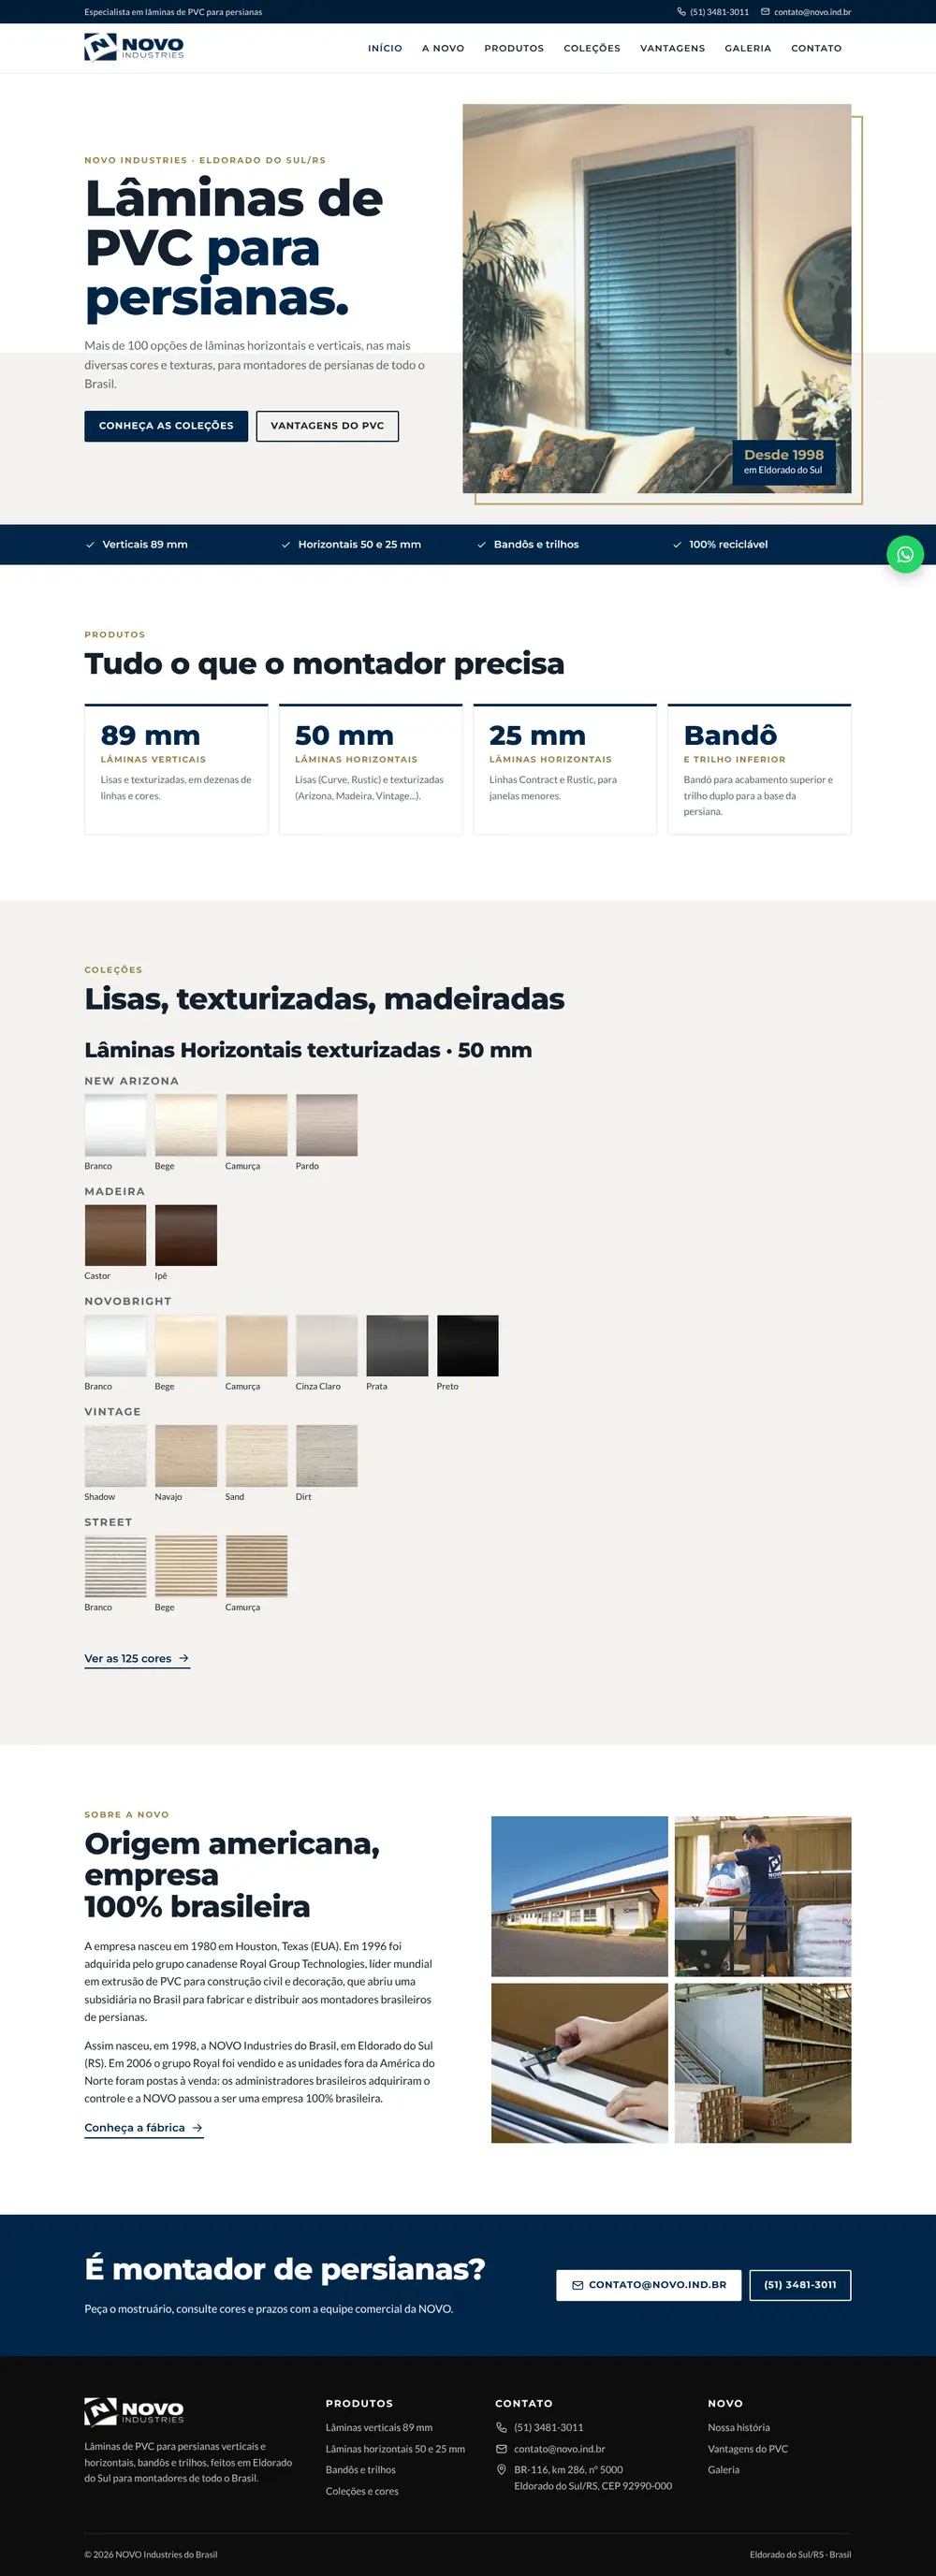 Especialista em lâminas de PVC para persianas
(51) 3481-3011
contato@novo.ind.br
NOVO
INDUSTRIES
INÍCIO
A NOVO
PRODUTOS
COLEÇÕES
VANTAGENS
GALERIA
CONTATO
NOVO INDUSTRIES · ELDORADO DO SUL/RS
Lâminas de
PVC para
persianas.
Mais de 100 opções de lâminas horizontais e verticais, nas mais
diversas cores e texturas, para montadores de persianas de todo o
Brasil.
CONHEÇA AS COLEÇÕES
VANTAGENS DO PVC
Desde 1998
em Eldorado do Sul
Verticais 89 mm
Horizontais 50 e 25 mm
Bandôs e trilhos
100% reciclável
PRODUTOS
Tudo o que o montador precisa
89 mm
LÂMINAS VERTICAIS
Lisas e texturizadas, em dezenas de
linhas e cores.
50 mm
LÂMINAS HORIZONTAIS
Lisas (Curve, Rustic) e texturizadas
(Arizona, Madeira, Vintage...).
25 mm
LÂMINAS HORIZONTAIS
Linhas Contract e Rustic, para
janelas menores.
Bandô
E TRILHO INFERIOR
Bandô para acabamento superior e
trilho duplo para a base da
persiana.
COLEÇÕES
Lisas, texturizadas, madeiradas
Lâminas Horizontais texturizadas · 50 mm
NEW ARIZONA
Branco
Bege
Camurça
Pardo
MADEIRA
Castor
Ipê
NOVOBRIGHT
Branco
Bege
Camurça
Cinza Claro
Prata
Preto
VINTAGE
Shadow
Navajo
Sand
Dirt
STREET
Branco
Bege
Camurça
Ver as 125 cores
SOBRE A NOVO
Origem americana,
empresa
100% brasileira
A empresa nasceu em 1980 em Houston, Texas (EUA). Em 1996 foi
adquirida pelo grupo canadense Royal Group Technologies, líder mundial
em extrusão de PVC para construção civil e decoração, que abriu uma
subsidiária no Brasil para fabricar e distribuir aos montadores brasileiros
de persianas.
Assim nasceu, em 1998, a NOVO Industries do Brasil, em Eldorado do Sul
(RS). Em 2006 o grupo Royal foi vendido e as unidades fora da América do
Norte foram postas à venda: os administradores brasileiros adquiriram o
controle e a NOVO passou a ser uma empresa 100% brasileira.
Conheça a fábrica
É montador de persianas?
Peça o mostruário, consulte cores e prazos com a equipe comercial da NOVO.
CONTATO@NOVO.IND.BR
(51) 3481-3011
NOVO
INDUSTRIES
Lâminas de PVC para persianas verticais e
horizontais, bandôs e trilhos, feitos em Eldorado
do Sul para montadores de todo o Brasil.
PRODUTOS
Lâminas verticais 89 mm
Lâminas horizontais 50 e 25 mm
Bandôs e trilhos
Coleções e cores
CONTATO
(51) 3481-3011
contato@novo.ind.br
BR-116, km 286, nº 5000
Eldorado do Sul/RS, CEP 92990-000
NOVO
Nossa história
Vantagens do PVC
Galeria
© 2026 NOVO Industries do Brasil
Eldorado do Sul/RS · Brasil